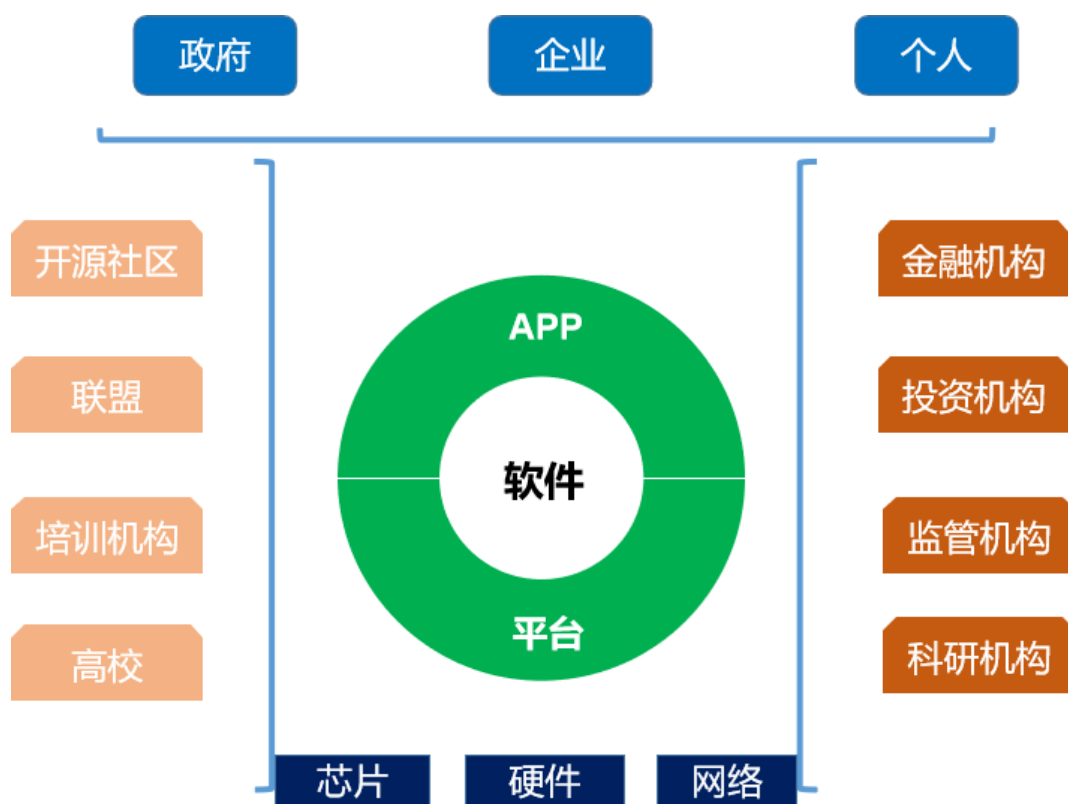 政府
企业
个人
开源社区
联盟
培训机构
高校
APP
软件
平台
金融机构
投资机构
监管机构
科研机构
芯片
硬件
网络